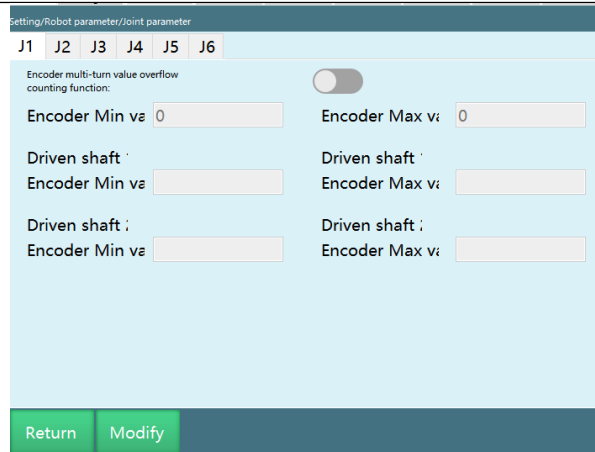 Setting/Robot parameter/Joint parameter
J1 J2 J3 J4 J5 J6
Encoder multi-turn value overflow
counting function:
Encoder Min va 0 Encoder Max va 0
Driven shaft Driven shaft
Encoder Min va Encoder Max va
Driven shaft Driven shaft
Encoder Min va Encoder Max va
Return Modify